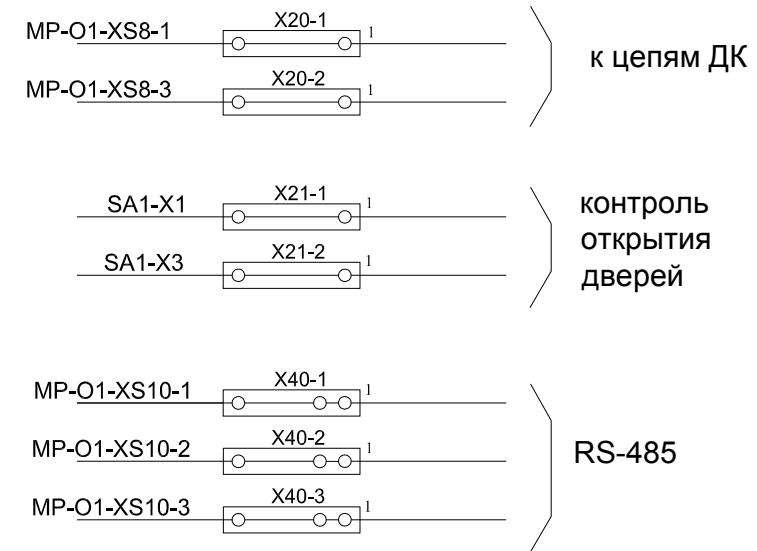 MP-O1-XS8-1 X20-1 1
MP-O1-XS8-3 X20-2 1
к цепям ДК
SA1-X1 X21-1 1
SA1-X3 X21-2 1
контроль
открытия
дверей
MP-O1-XS10-1 X40-1 1
MP-O1-XS10-2 X40-2 1
MP-O1-XS10-3 X40-3 1
RS-485